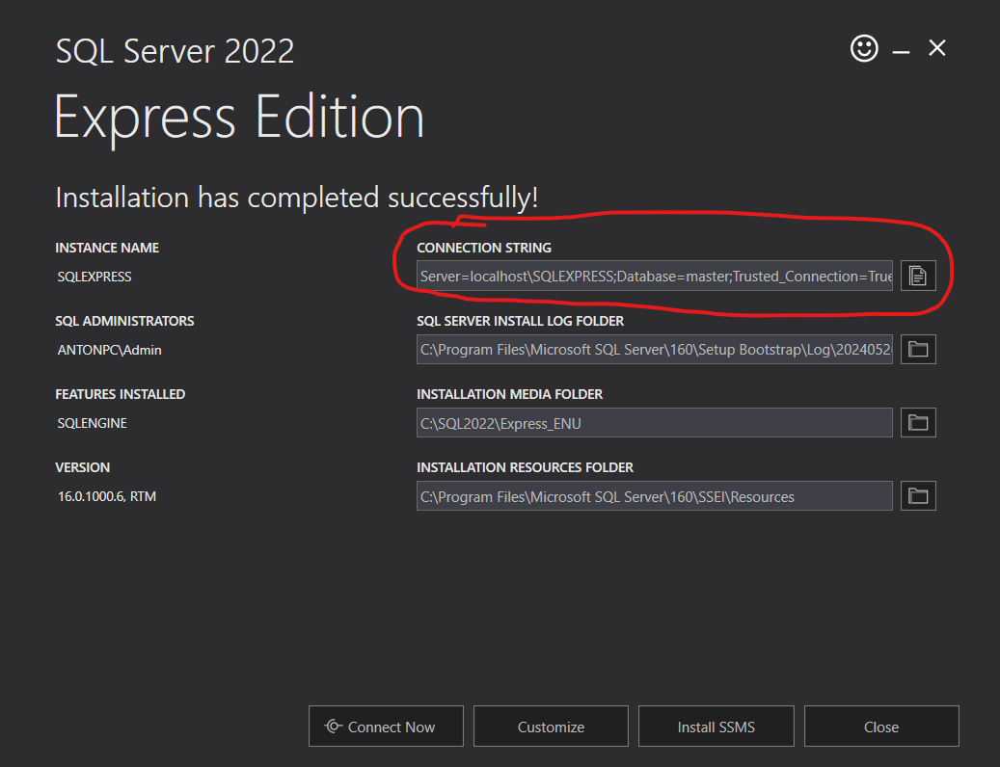 SQL Server 2022
Express Edition
Installation has completed successfully!
INSTANCE NAME
SQLEXPRESS
CONNECTION STRING
Server=localhost\SQLEXPRESS;Database=master;Trusted_Connection=True
SQL ADMINISTRATORS
ANTONPC\Admin
SQL SERVER INSTALL LOG FOLDER
C:\Program Files\Microsoft SQL Server\160\Setup Bootstrap\Log\2024052
FEATURES INSTALLED
SQLENGINE
INSTALLATION MEDIA FOLDER
C:\SQL2022\Express_ENU
VERSION
16.0.1000.6, RTM
INSTALLATION RESOURCES FOLDER
C:\Program Files\Microsoft SQL Server\160\SSEI\Resources
Connect Now
Customize
Install SSMS
Close